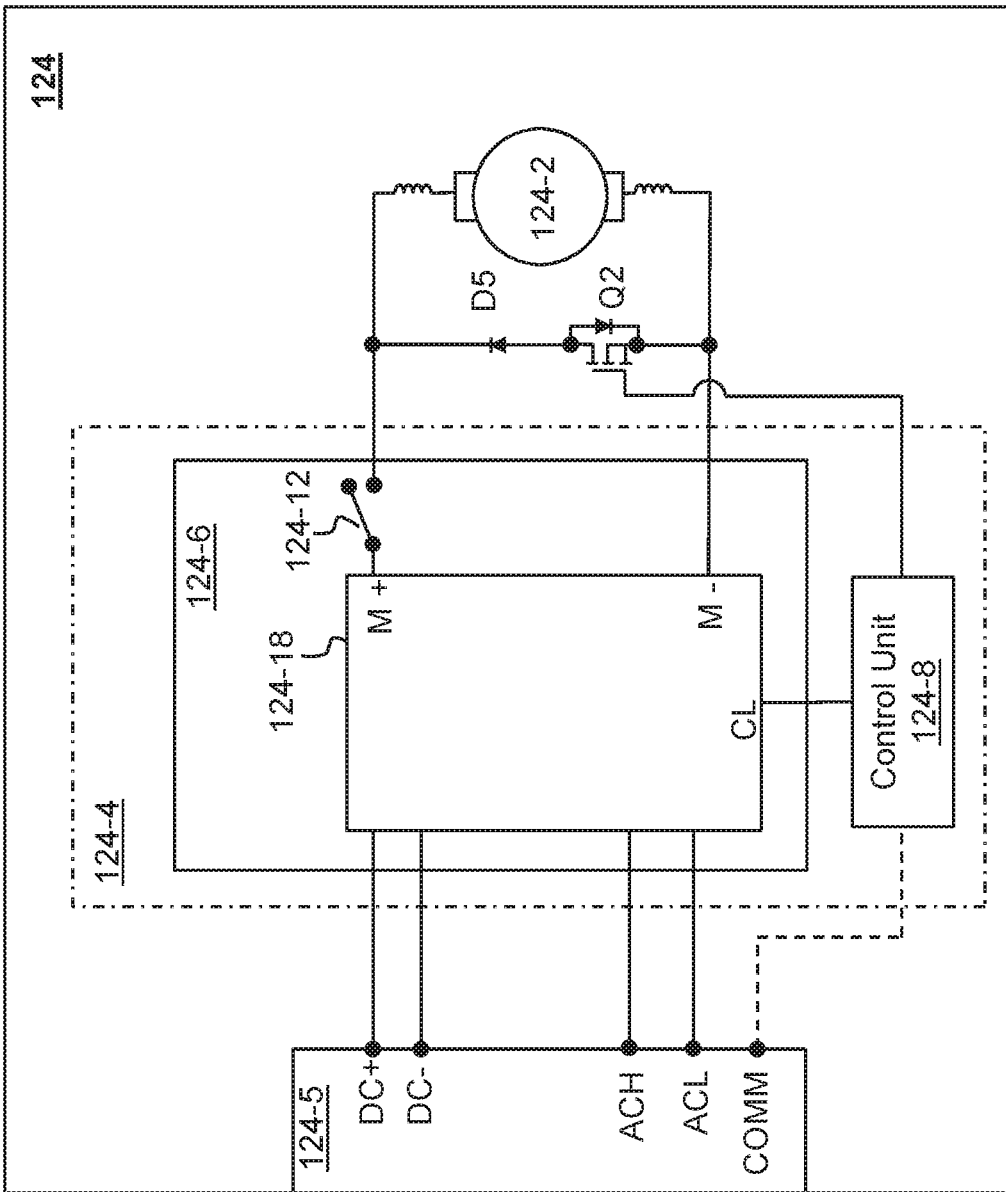 124
124-5
DC+
DC-
ACH
ACL
COMM
124-4
124-6
124-18
124-12
M +
M -
CL
Control Unit
124-8
D5
Q2
124-2